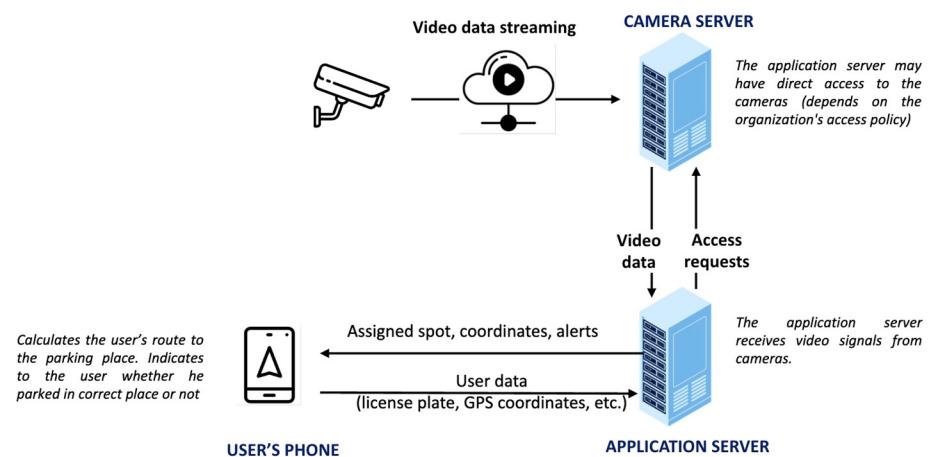 Video data streaming
CAMERA SERVER
The application server may
have direct access to the
cameras (depends on the
organization's access policy)
Video
data
Access
requests
Calculates the user's route to
the parking place. Indicates
to the user whether he
parked in correct place or not
Assigned spot, coordinates, alerts
User data
(license plate, GPS coordinates, etc.)
The application server
receives video signals from
cameras.
USER'S PHONE
APPLICATION SERVER